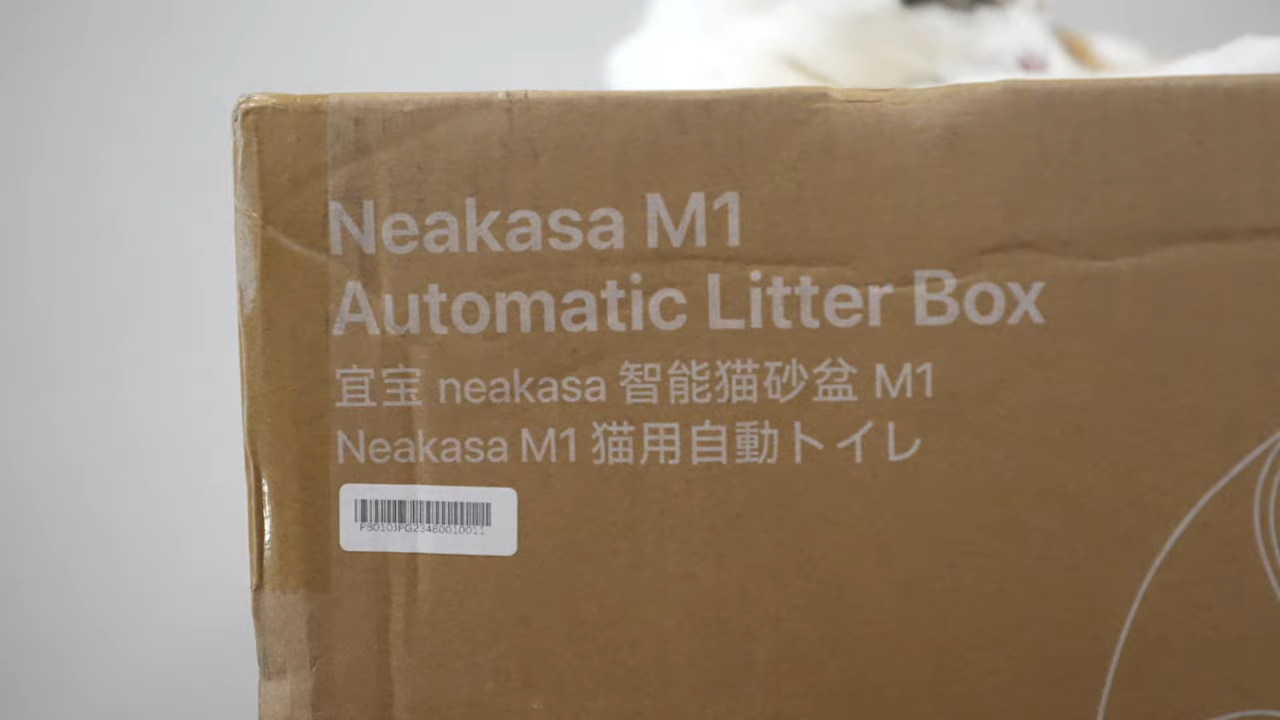 Neakasa M1
Automatic Litter Box
宜宝 neakasa 智能猫砂盆 M1
Neakasa M1 猫用自動トイレ
PB010JPG23480010011